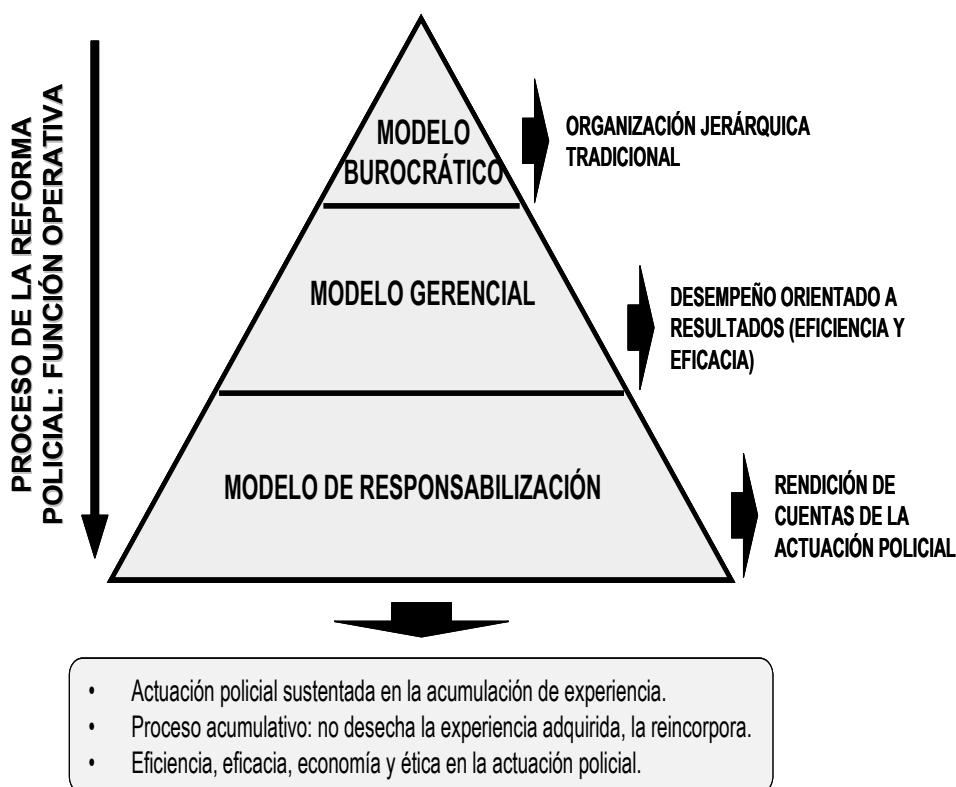 PROCESO DE LA REFORMA
POLICIAL: FUNCIÓN OPERATIVA
MODELO
BUROCRÁTICO
ORGANIZACIÓN JERÁRQUICA
TRADICIONAL
MODELO GERENCIAL
DESEMPEÑO ORIENTADO A
RESULTADOS (EFICIENCIA Y
EFICACIA)
MODELO DE RESPONSABILIZACIÓN
RENDICIÓN DE
CUENTAS DE LA
ACTUACIÓN POLICIAL
• Actuación policial sustentada en la acumulación de experiencia.
• Proceso acumulativo: no desecha la experiencia adquirida, la reincorpora.
• Eficiencia, eficacia, economía y ética en la actuación policial.